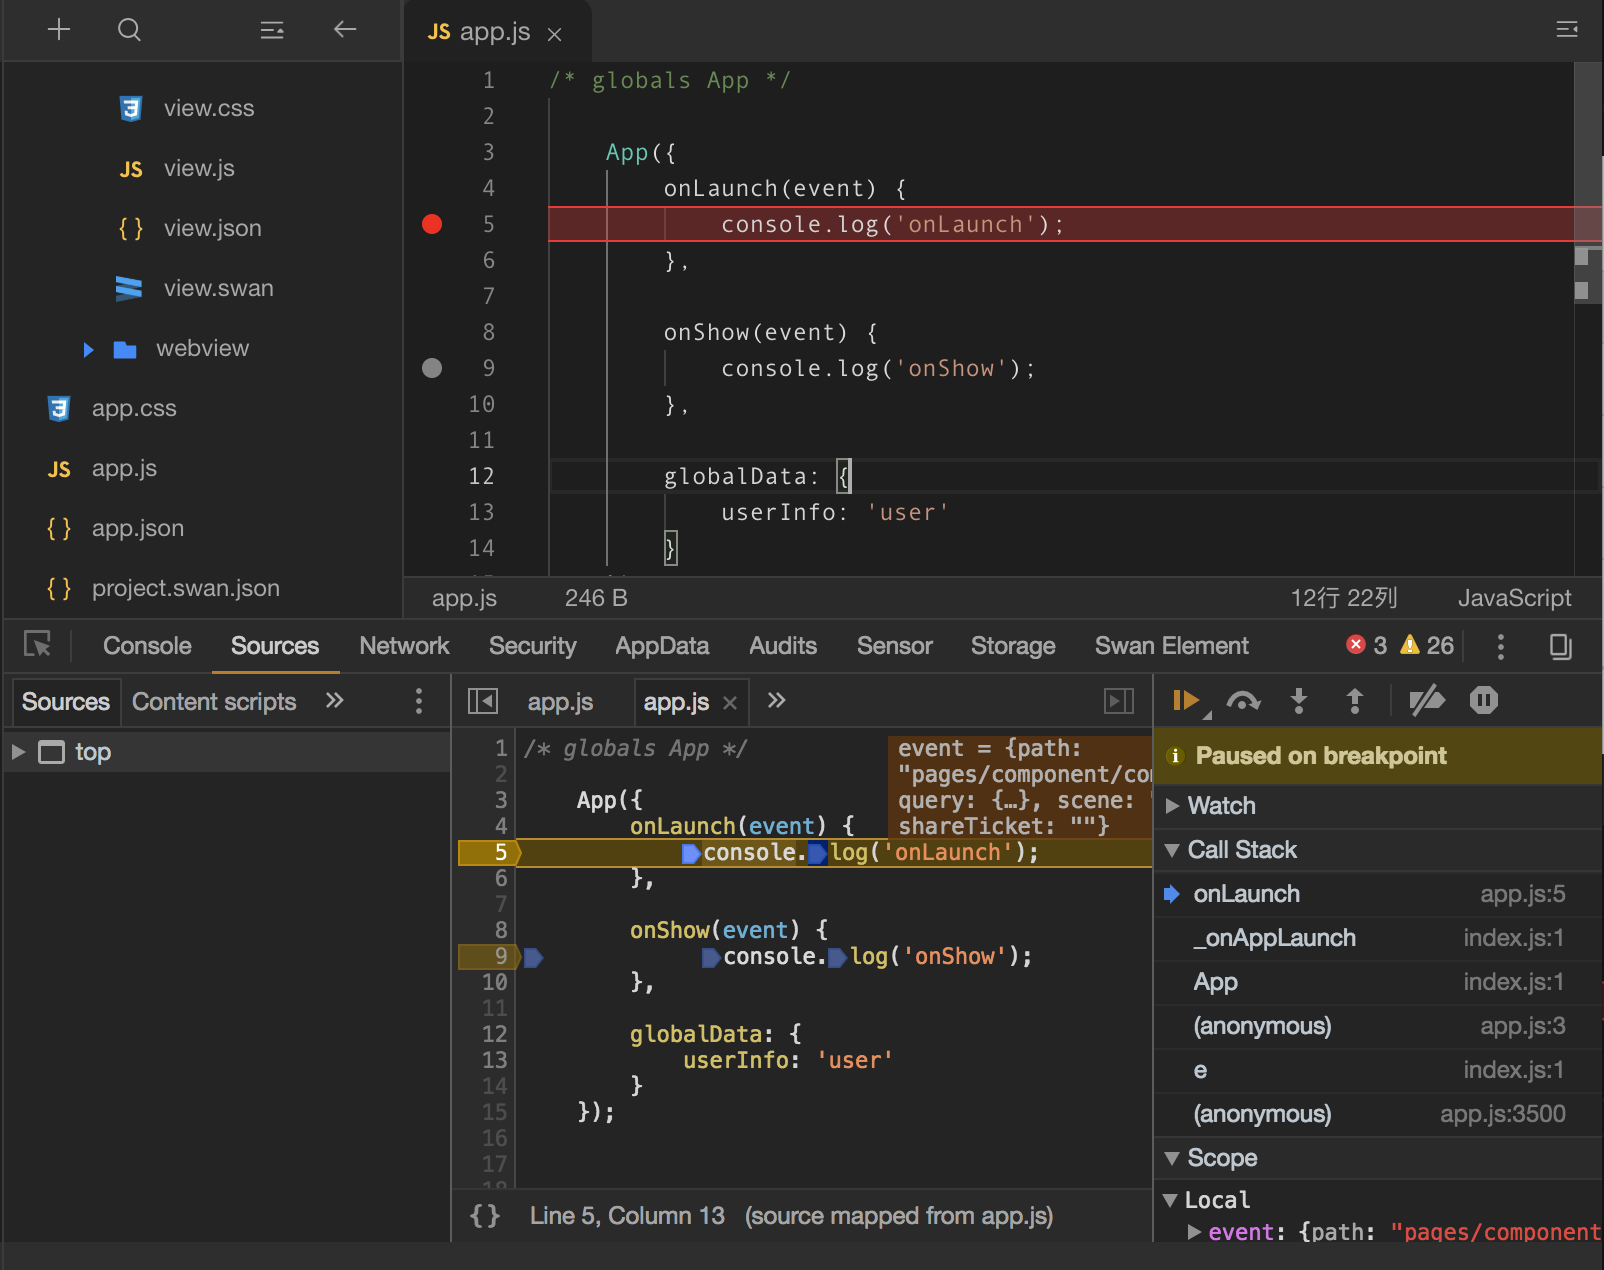 JS app.js ×
view.css
JS view.js
{ } view.json
view.swan
webview
app.css
JS app.js
{ } app.json
{ } project.swan.json
1 /* globals App */
2
3 App({
4 onLaunch(event) {
5 console.log('onLaunch');
6 },
7
8 onShow(event) {
9 console.log('onShow');
10 },
11
12 globalData: {
13 userInfo: 'user'
14 }
app.js 246 B 12行 22列 JavaScript
Console Sources Network Security AppData Audits Sensor Storage Swan Element 3 26
Sources Content scripts »
top
app.js app.js × »
1 /* globals App */
2
3 App({
4 onLaunch(event) {
event = {path:
"pages/component/co
query: {…}, scene:
shareTicket: ""}
5 console.log('onLaunch');
6 },
7
8 onShow(event) {
9 console.log('onShow');
10 },
11
12 globalData: {
13 userInfo: 'user'
14 }
15 });
16
17
{} Line 5, Column 13 (source mapped from app.js)
Paused on breakpoint
Watch
Call Stack
onLaunch app.js:5
_onAppLaunch index.js:1
App index.js:1
(anonymous) app.js:3
e index.js:1
(anonymous) app.js:3500
Scope
Local
event: {path: "pages/component